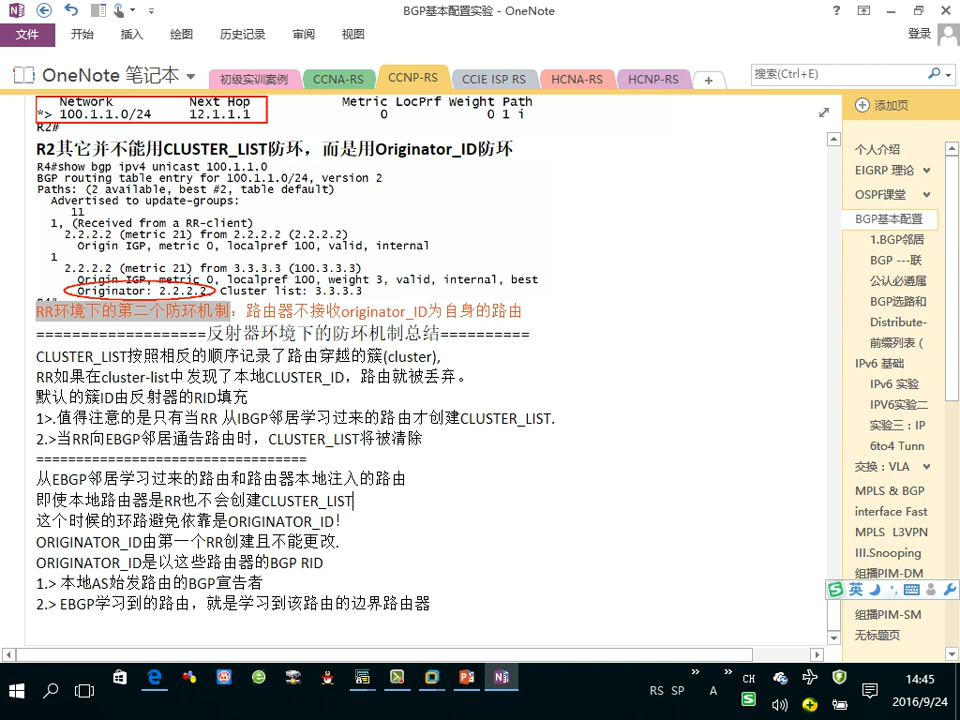 BGP基本配置实验 - OneNote
文件 开始 插入 绘图 历史记录 审阅 视图 登录
OneNote 笔记本 初级实训案例 CCNA-RS CCNP-RS CCIE ISP RS HCNA-RS HCNP-RS + 搜索(Ctrl+E)
Network Next Hop Metric LocPrf Weight Path
*> 100.1.1.0/24 12.1.1.1 0 0 1 i
R2#
R2其它并不能用CLUSTER_LIST防环，而是用Originator_ID防环
R4#show bgp ipv4 unicast 100.1.1.0
BGP routing table entry for 100.1.1.0/24, version 2
Paths: (2 available, best #2, table default)
Advertised to update-groups:
11
1, (Received from a RR-client)
2.2.2.2 (metric 21) from 2.2.2.2 (2.2.2.2)
Origin IGP, metric 0, localpref 100, valid, internal
1
2.2.2.2 (metric 21) from 3.3.3.3 (100.3.3.3)
Origin IGP, metric 0, localpref 100, weight 3, valid, internal, best
Originator: 2.2.2.2, Cluster list: 3.3.3.3
R4#
RR环境下的第二个防环机制：路由器不接收originator_ID为自身的路由
===================反射器环境下的防环机制总结==========
CLUSTER_LIST按照相反的顺序记录了路由穿越的簇(cluster),
RR如果在cluster-list中发现了本地CLUSTER_ID，路由就被丢弃。
默认的簇ID由反射器的RID填充
1>.值得注意的是只有当RR 从IBGP邻居学习过来的路由才创建CLUSTER_LIST.
2.>当RR向EBGP邻居通告路由时，CLUSTER_LIST将被清除
=================================
从EBGP邻居学习过来的路由和路由器本地注入的路由
即使本地路由器是RR也不会创建CLUSTER_LIST
这个时候的环路避免依靠是ORIGINATOR_ID！
ORIGINATOR_ID由第一个RR创建且不能更改.
ORIGINATOR_ID是以这些路由器的BGP RID
1.> 本地AS始发路由的BGP宣告者
2.> EBGP学习到的路由，就是学习到该路由的边界路由器
添加页
个人介绍
EIGRP 理论
OSPF课堂
BGP基本配置
1.BGP邻居
BGP ---联
公认必遵属
BGP选路和
Distribute-
前缀列表（
IPv6 基础
IPv6 实验
IPV6实验二
实验三：IP
6to4 Tunn
交换：VLA
MPLS & BGP
interface Fast
MPLS L3VPN
III.Snooping
组播PIM-DM
英
组播PIM-SM
无标题页
RS SP A CH
14:45
2016/9/24